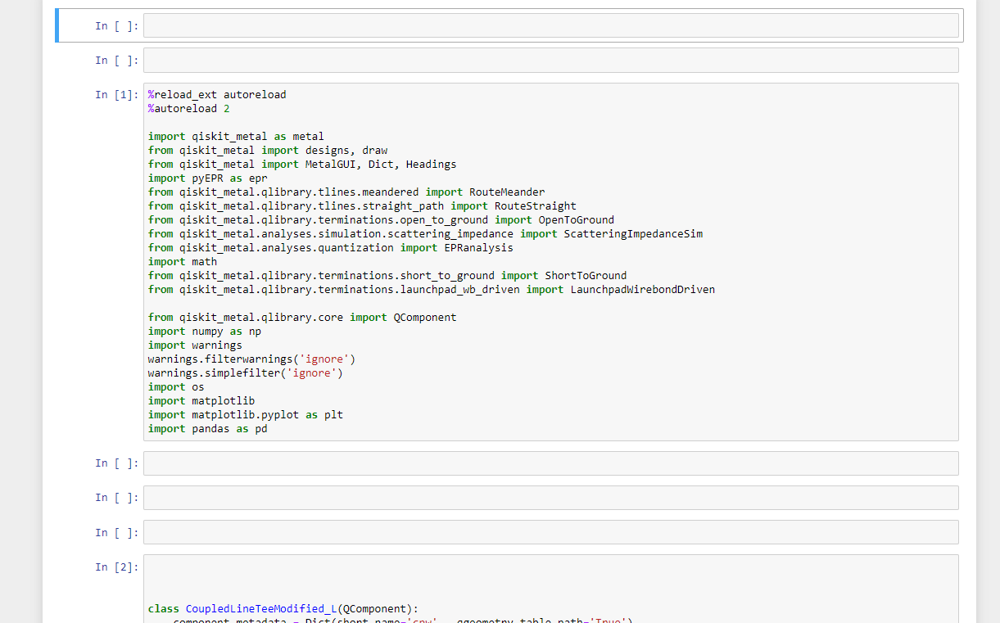 In [ ]:
In [ ]:
In [1]:
%reload_ext autoreload
%autoreload 2
import qiskit_metal as metal
from qiskit_metal import designs, draw
from qiskit_metal import MetalGUI, Dict, Headings
import pyEPR as epr
from qiskit_metal.qlibrary.tlines.meandered import RouteMeander
from qiskit_metal.qlibrary.tlines.straight_path import RouteStraight
from qiskit_metal.qlibrary.terminations.open_to_ground import OpenToGround
from qiskit_metal.analyses.simulation.scattering_impedance import ScatteringImpedanceSim
from qiskit_metal.analyses.quantization import EPRanalysis
import math
from qiskit_metal.qlibrary.terminations.short_to_ground import ShortToGround
from qiskit_metal.qlibrary.terminations.launchpad_wb_driven import LaunchpadWirebondDriven
from qiskit_metal.qlibrary.core import QComponent
import numpy as np
import warnings
warnings.filterwarnings('ignore')
warnings.simplefilter('ignore')
import os
import matplotlib
import matplotlib.pyplot as plt
import pandas as pd
In [ ]:
In [ ]:
In [ ]:
In [2]:
class CoupledLineTeeModified_L(QComponent):
component_metadata = Dict(short_name='cpw', _qgeometry_table_path='True')